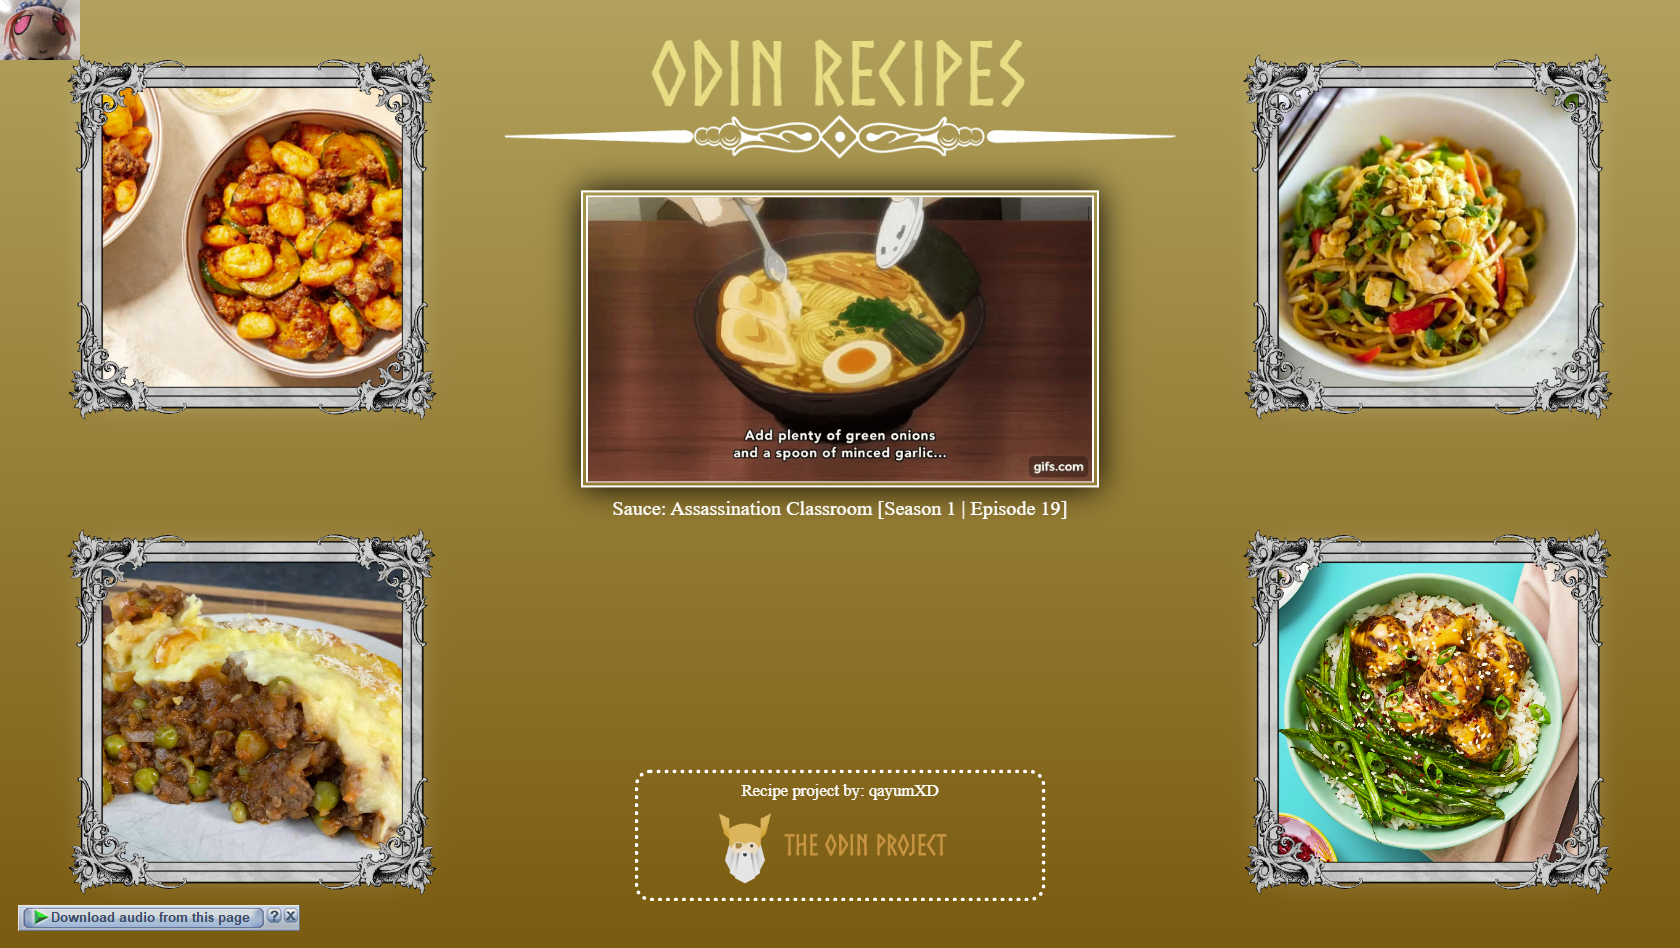 ODIN RECIPES
Add plenty of green onions
and a spoon of minced garlic...
gifs.com
Sauce: Assassination Classroom [Season 1 | Episode 19]
Recipe project by: qayumXD
THE ODIN PROJECT
Download audio from this page ? X